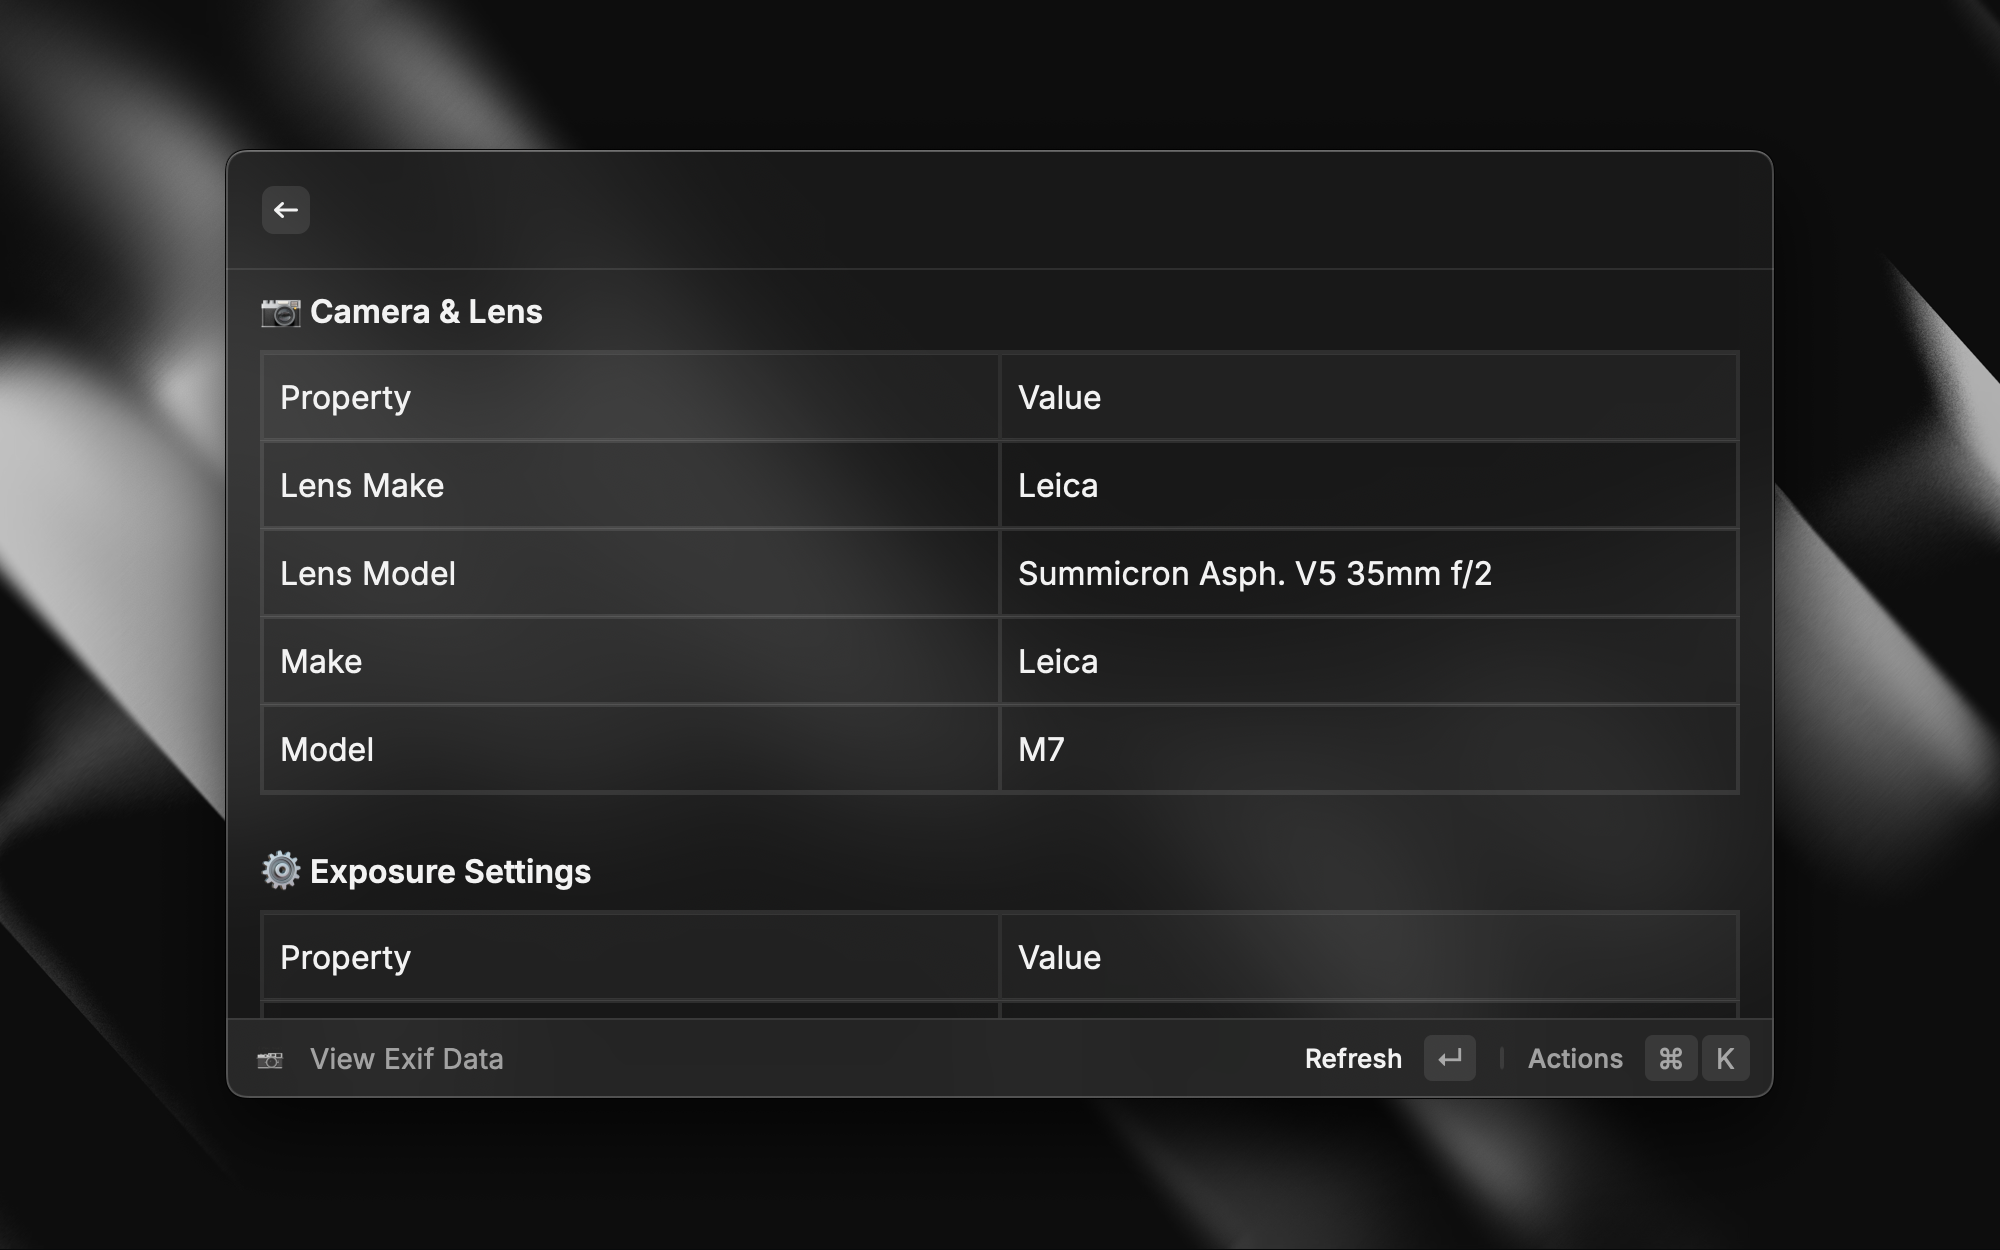 Camera & Lens
Property Value
Lens Make Leica
Lens Model Summicron Asph. V5 35mm f/2
Make Leica
Model M7
Exposure Settings
Property Value
View Exif Data Refresh Actions ⌘ K